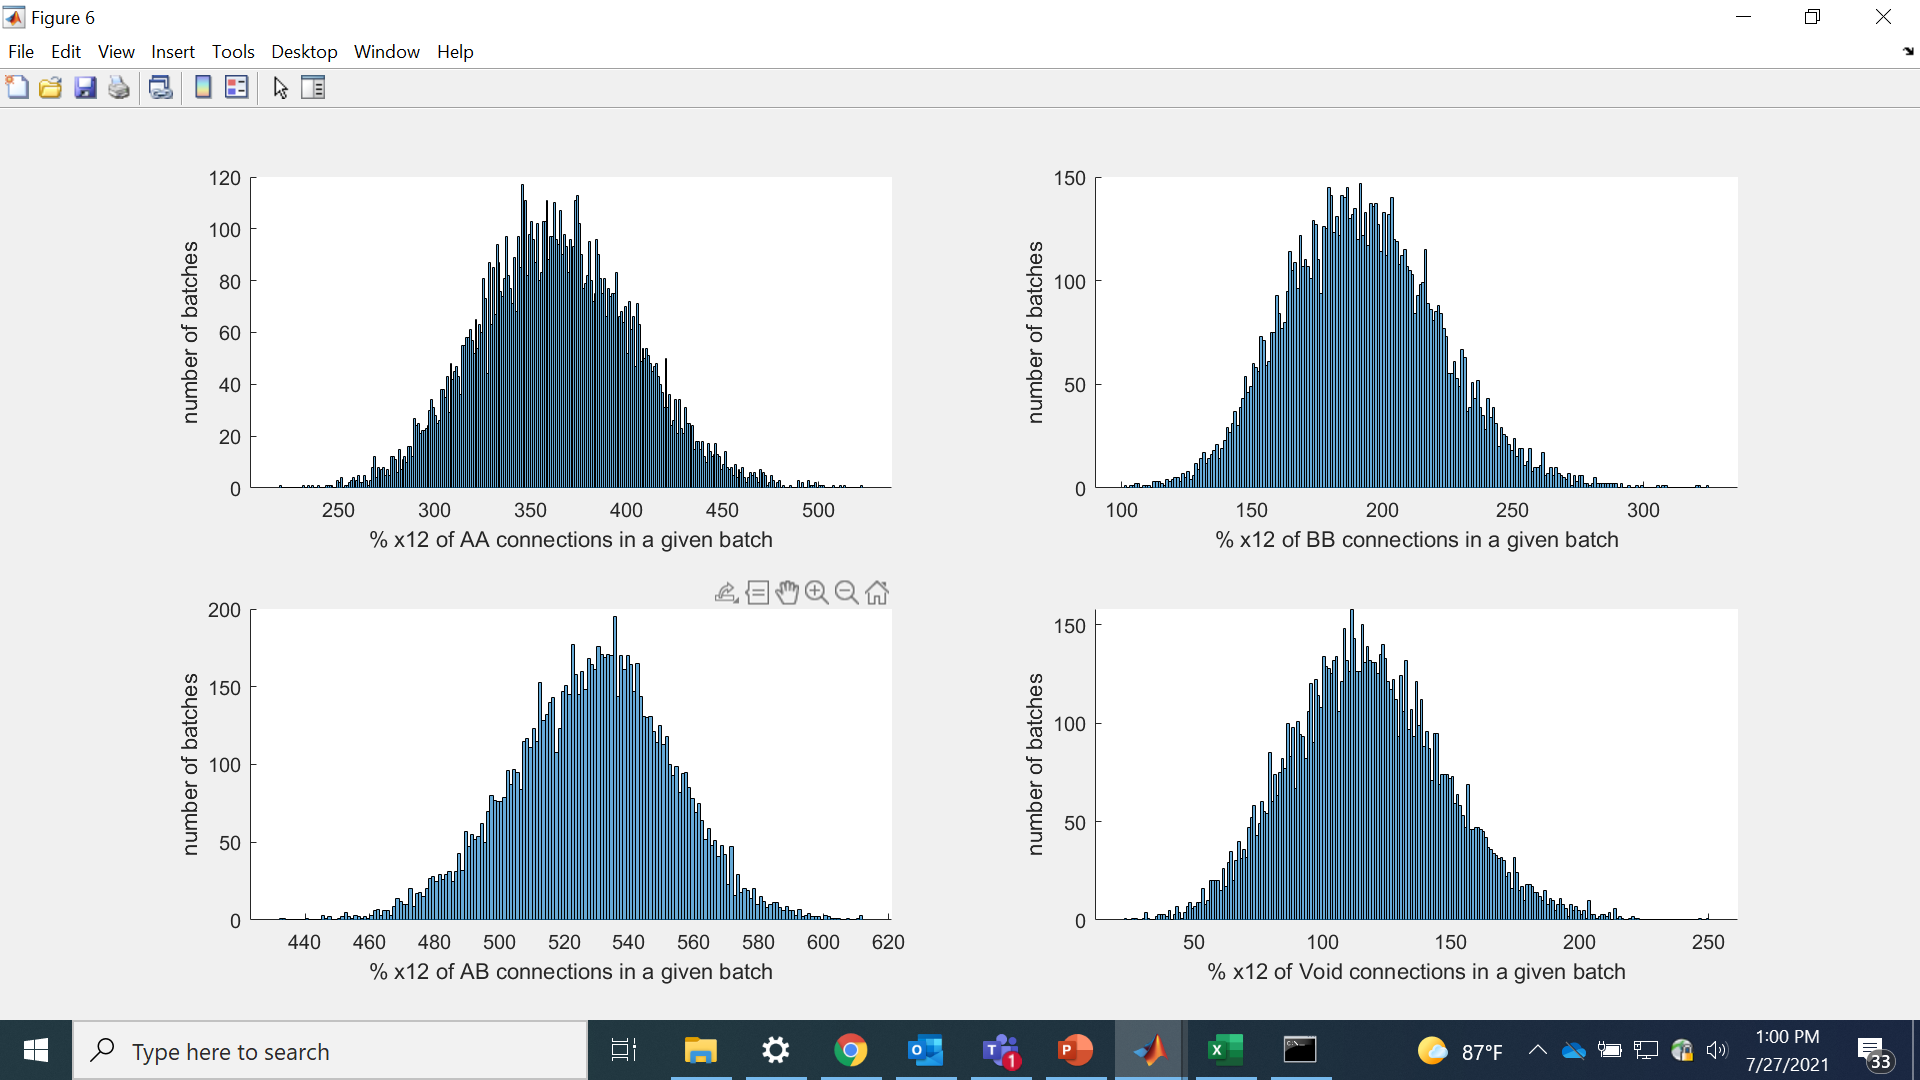 Figure 6
File Edit View Insert Tools Desktop Window Help
120
100
80
60
40
20
0
number of batches
250 300 350 400 450 500
% x12 of AA connections in a given batch
150
100
50
0
number of batches
100 150 200 250 300
% x12 of BB connections in a given batch
200
150
100
50
0
number of batches
440 460 480 500 520 540 560 580 600 620
% x12 of AB connections in a given batch
150
100
50
0
number of batches
50 100 150 200 250
% x12 of Void connections in a given batch
Type here to search
1
87°F
1:00 PM
7/27/2021
33